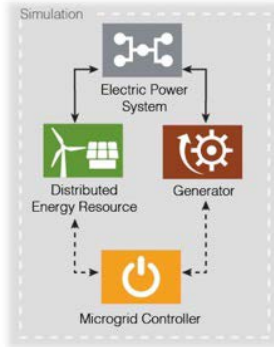 Simulation
Electric Power
System
Distributed
Energy Resource
Generator
Microgrid Controller